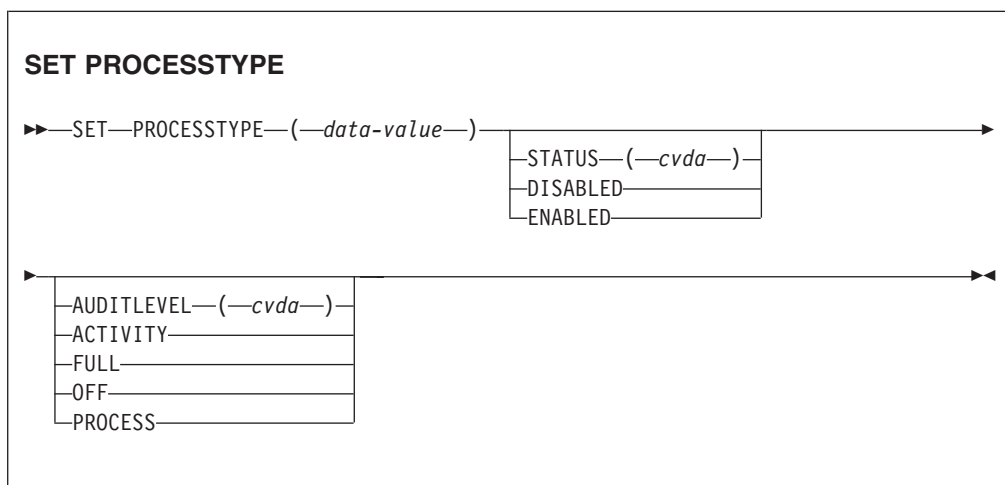 SET PROCESSTYPE
SET PROCESSTYPE ( data-value )
STATUS ( cvda )
DISABLED
ENABLED
AUDITLEVEL ( cvda )
ACTIVITY
FULL
OFF
PROCESS